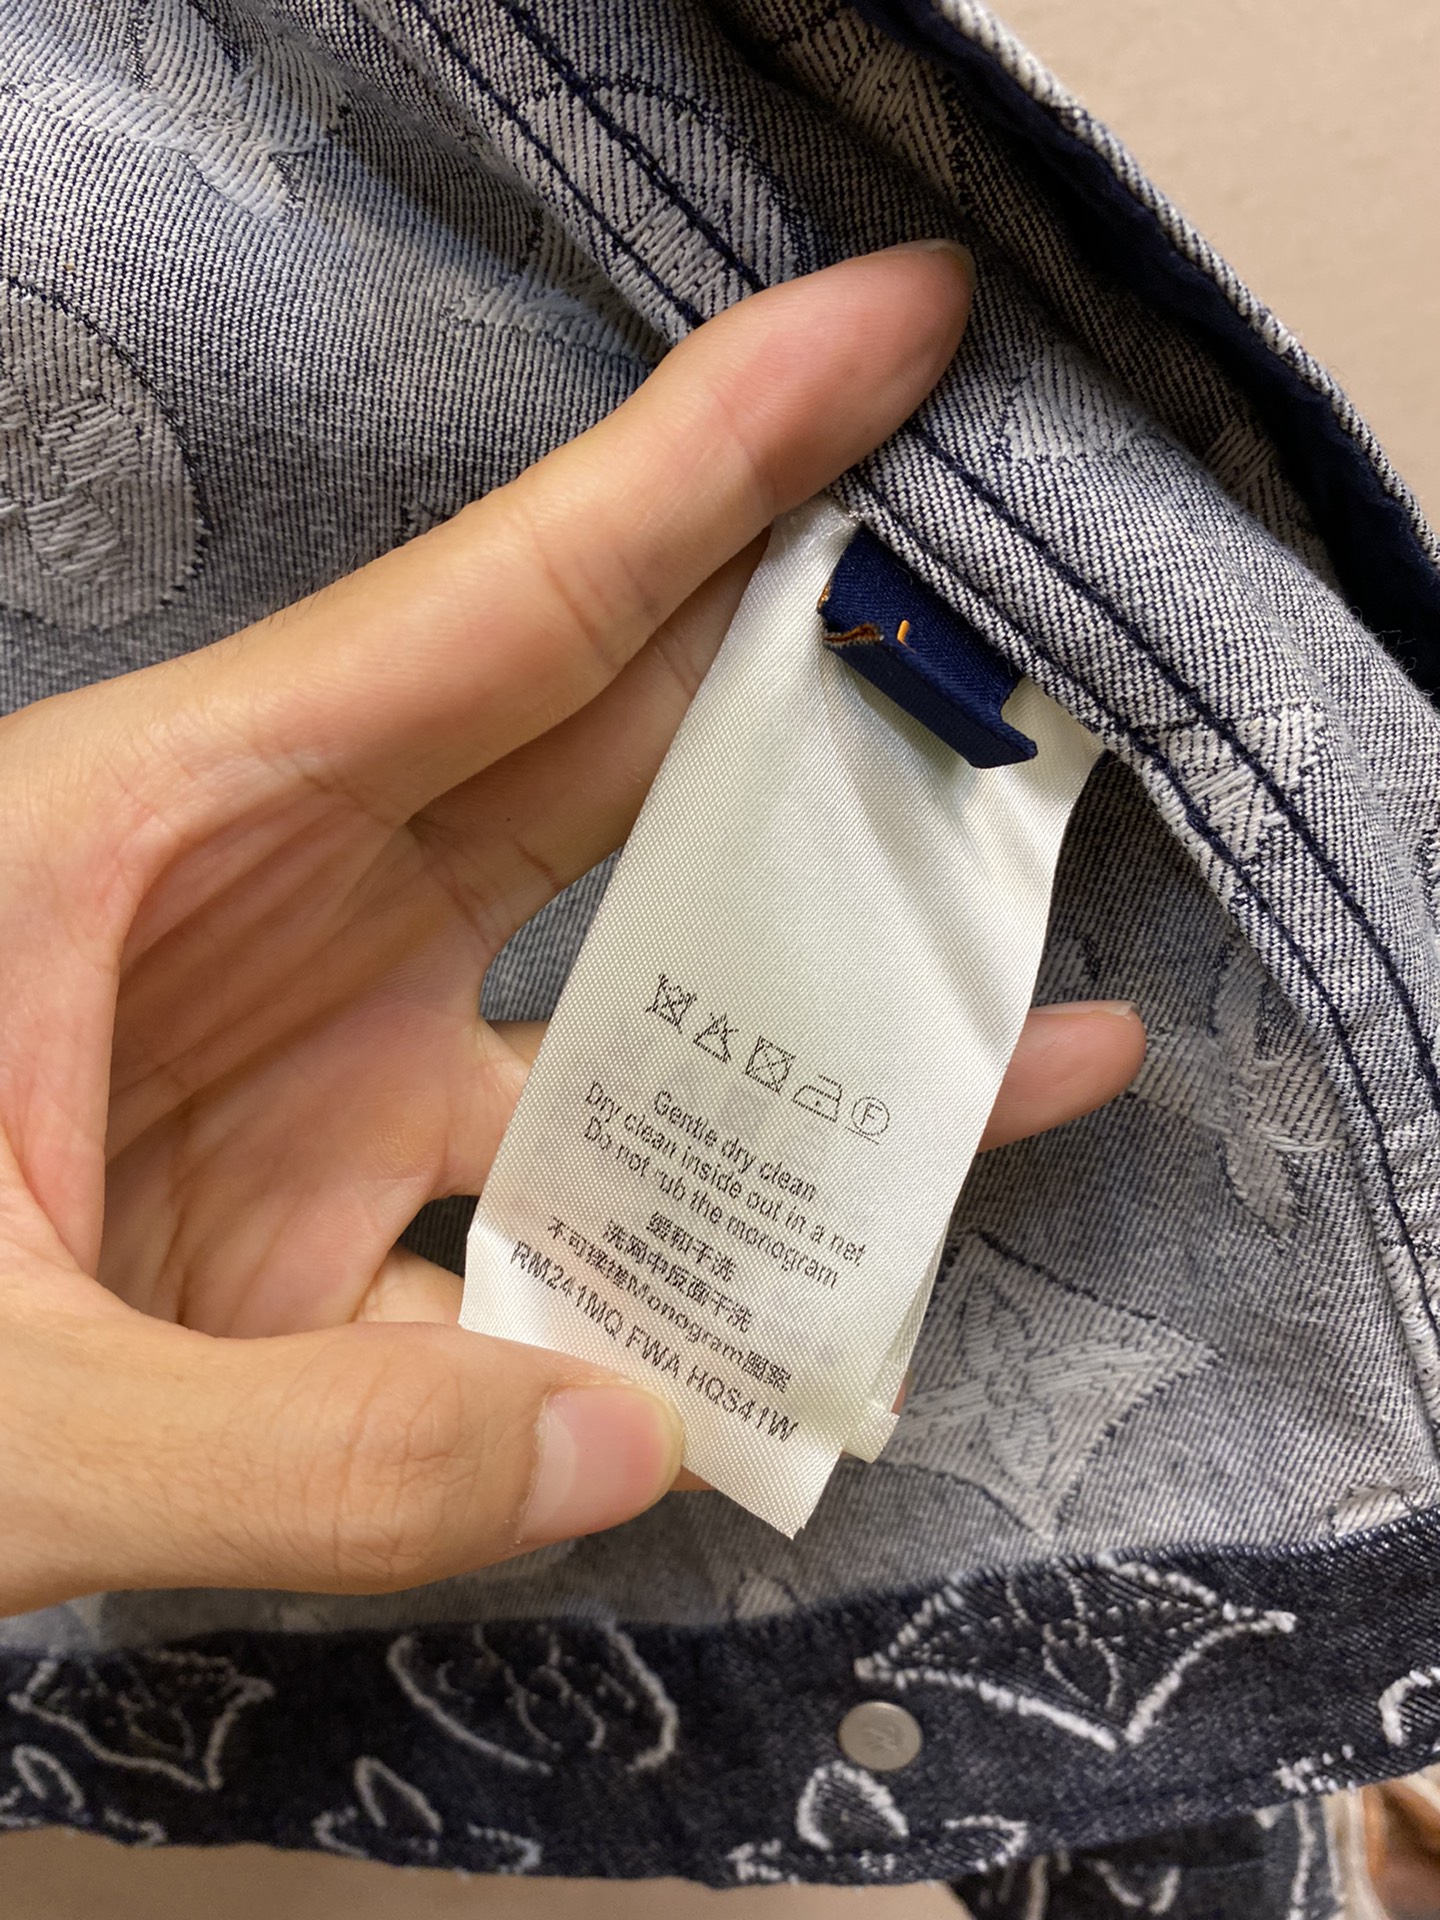 F
Gentle dry clean
Dry clean inside out in a net
Do not rub the monogram
缓和干洗
洗网中反面干洗
不可揉搓Monogram图案
RM241MQ FWA HQS41W